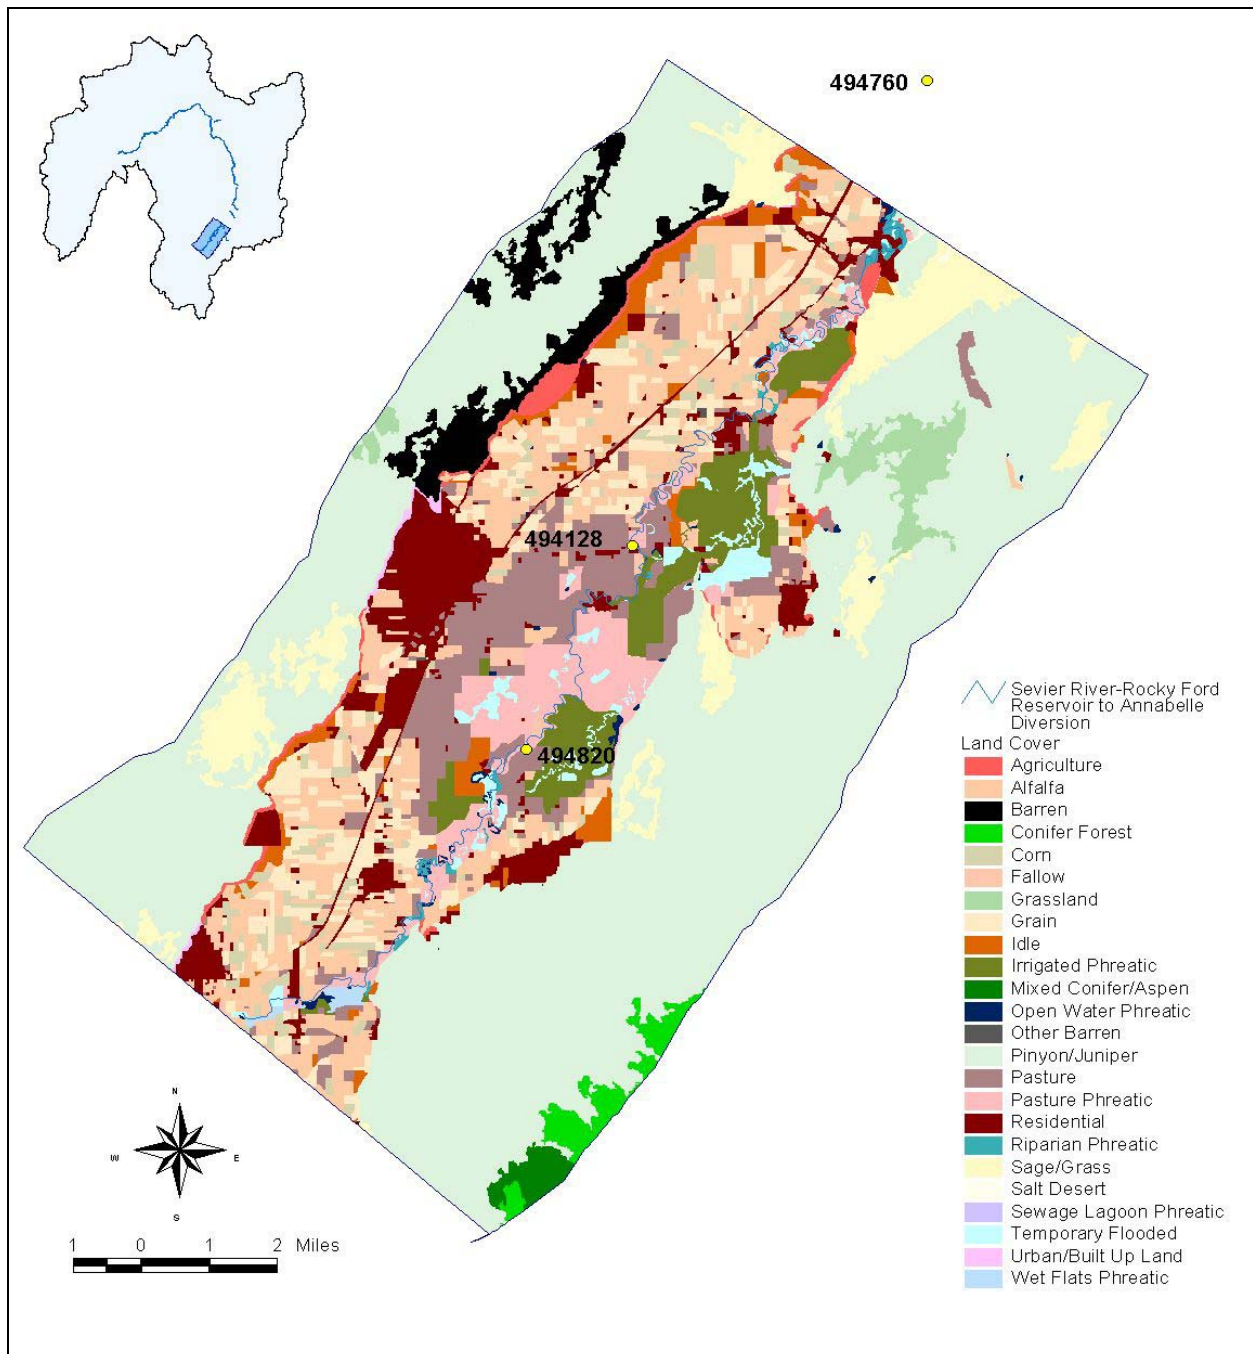 494760
494128
494820
Sevier River-Rocky Ford
Reservoir to Annabelle
Diversion
Land Cover
Agriculture
Alfalfa
Barren
Conifer Forest
Corn
Fallow
Grassland
Grain
Idle
Irrigated Phreatic
Mixed Conifer/Aspen
Open Water Phreatic
Other Barren
Pinyon/Juniper
Pasture
Pasture Phreatic
Residential
Riparian Phreatic
Sage/Grass
Salt Desert
Sewage Lagoon Phreatic
Temporary Flooded
Urban/Built Up Land
Wet Flats Phreatic
N
W E
S
1 0 1 2 Miles